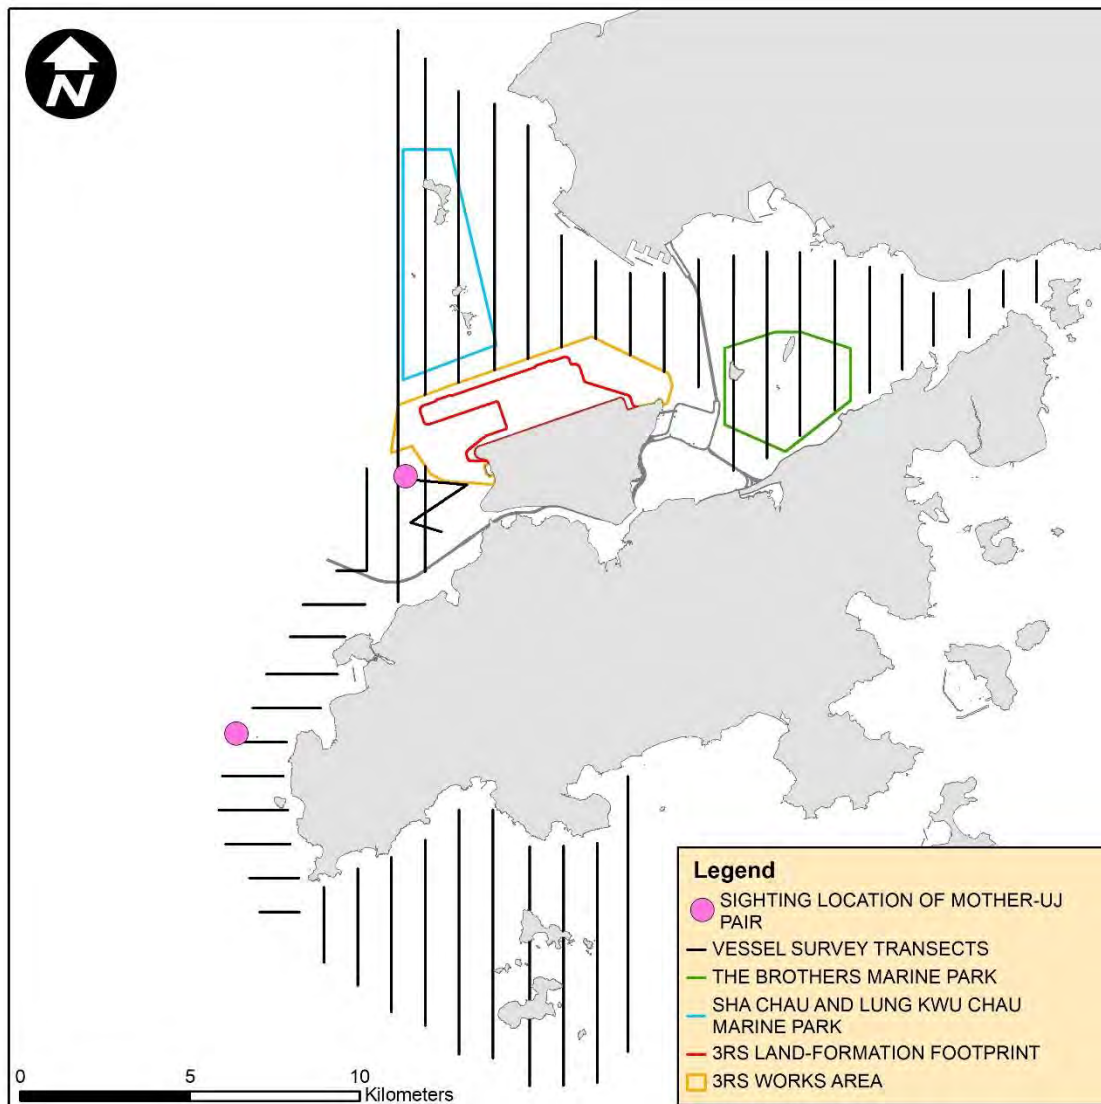 N
Legend
SIGHTING LOCATION OF MOTHER-UJ
PAIR
VESSEL SURVEY TRANSECTS
THE BROTHERS MARINE PARK
SHA CHAU AND LUNG KWU CHAU
MARINE PARK
3RS LAND-FORMATION FOOTPRINT
3RS WORKS AREA
0 5 10
Kilometers